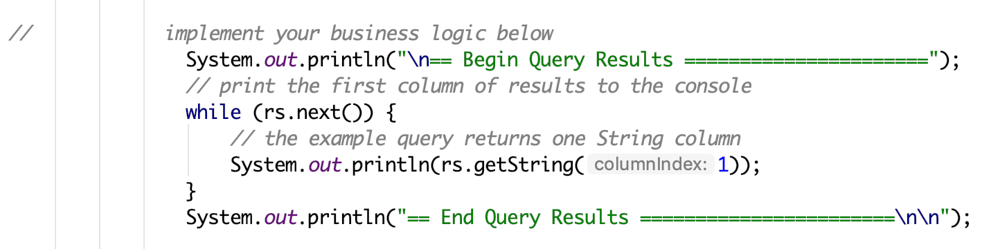 //            implement your business logic below
System.out.println("\n== Begin Query Results ======================");
// print the first column of results to the console
while (rs.next()) {
// the example query returns one String column
System.out.println(rs.getString( columnIndex: 1));
}
System.out.println("== End Query Results =======================\n\n");